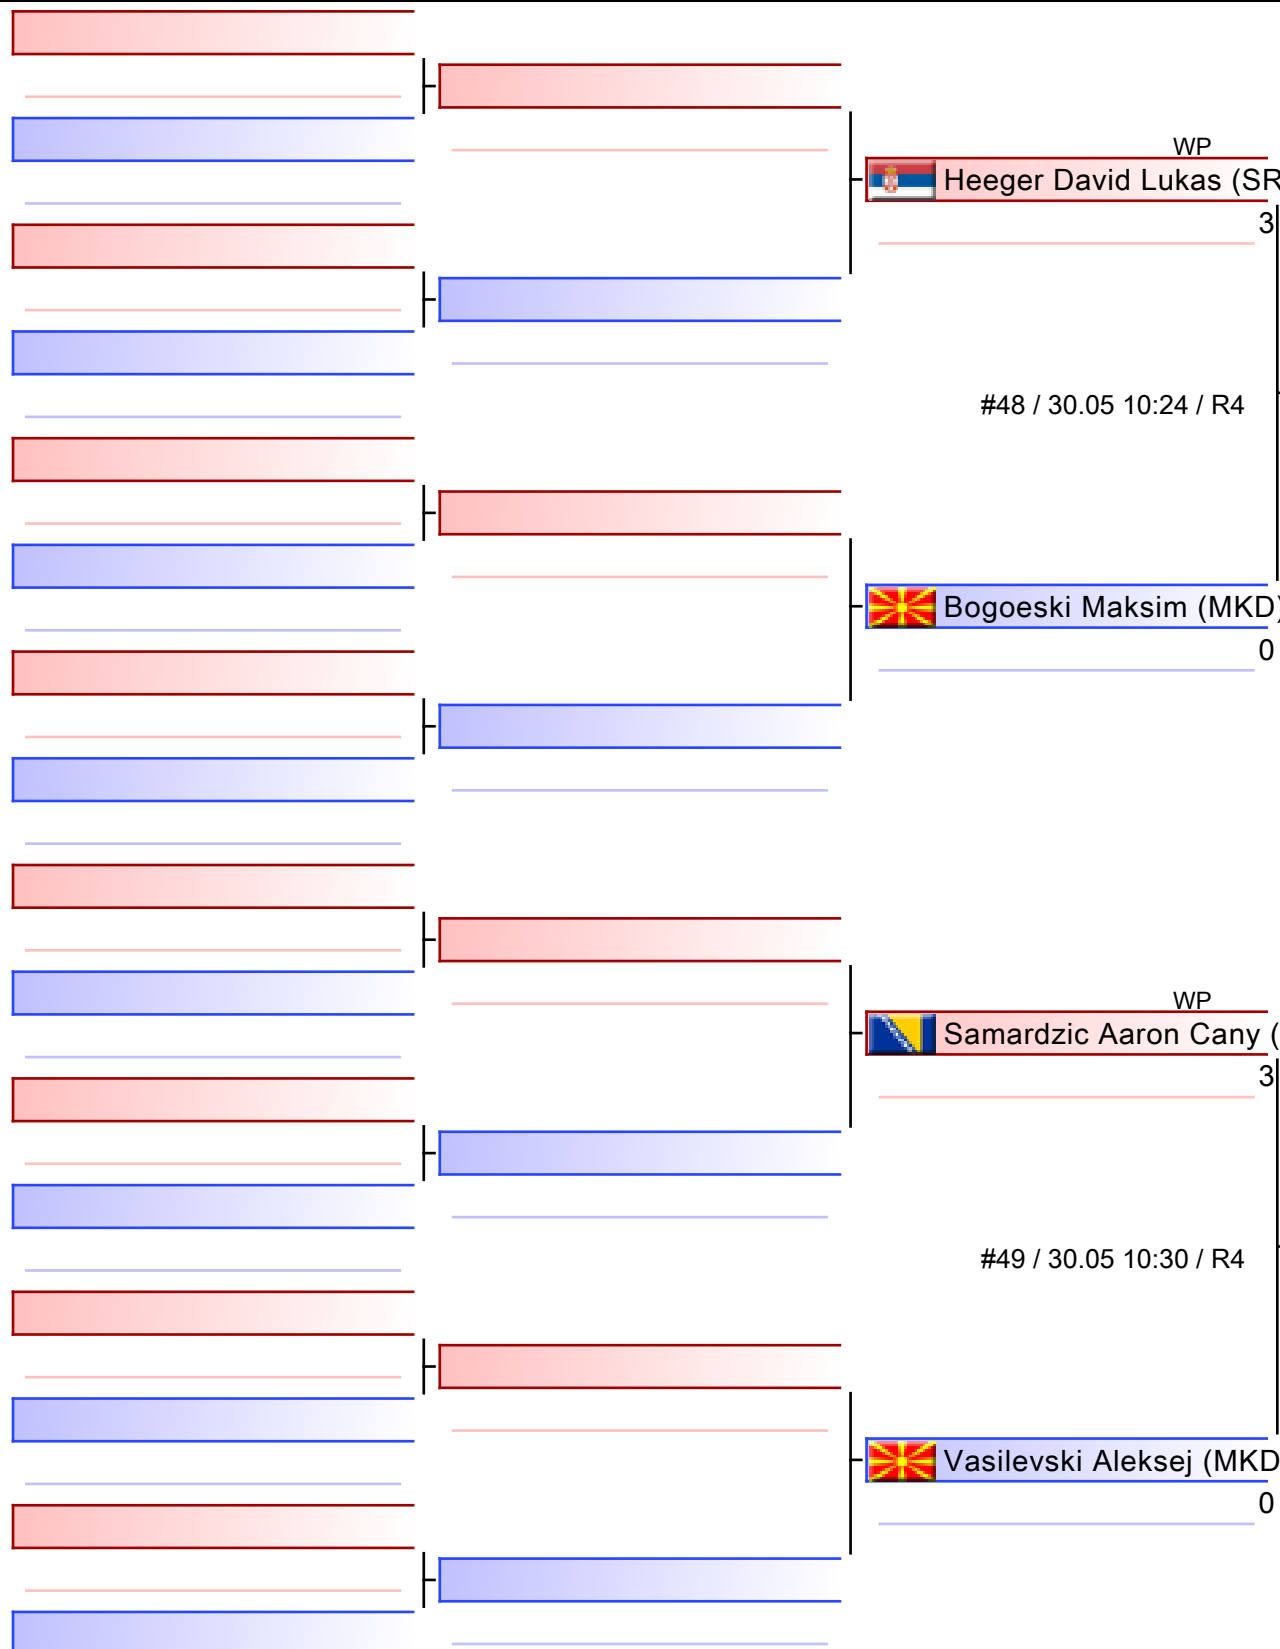 WP
Heeger David Lukas (SR
3
#48 / 30.05 10:24 / R4
Bogoeski Maksim (MKD)
0
WP
Samardzic Aaron Cany (
3
#49 / 30.05 10:30 / R4
Vasilevski Aleksej (MKD
0